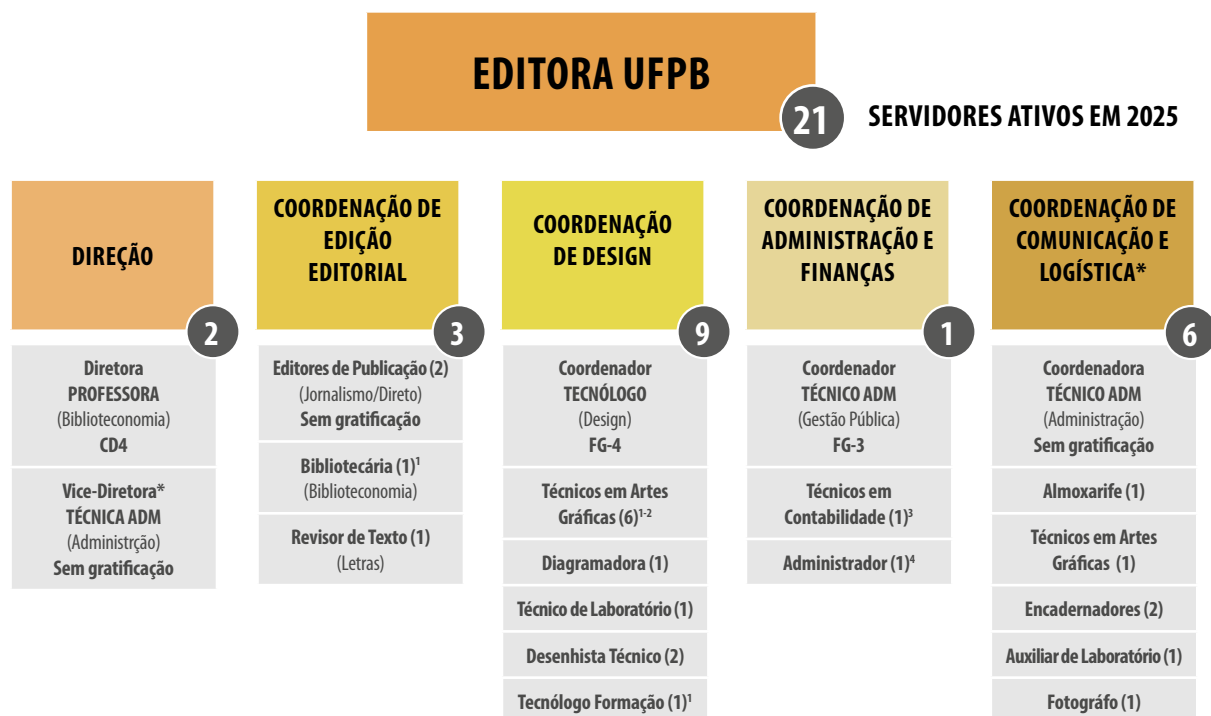 EDITORA UFPB
21
SERVIDORES ATIVOS EM 2025
DIREÇÃO
2
Diretora
PROFESSORA
(Biblioteconomia)
CD4
Vice-Diretora*
TÉCNICA ADM
(Administrção)
Sem gratificação
COORDENAÇÃO DE
EDIÇÃO
EDITORIAL
3
Editores de Publicação (2)
(Jornalismo/Direto)
Sem gratificação
Bibliotecária (1)¹
(Biblioteconomia)
Revisor de Texto (1)
(Letras)
COORDENAÇÃO
DE DESIGN
9
Coordenador
TECNÓLOGO
(Design)
FG-4
Técnicos em Artes
Gráficas (6)¹⁻²
Diagramadora (1)
Técnico de Laboratório (1)
Desenhista Técnico (2)
Tecnólogo Formação (1)¹
COORDENAÇÃO DE
ADMINISTRAÇÃO E
FINANÇAS
1
Coordenador
TÉCNICO ADM
(Gestão Pública)
FG-3
Técnicos em
Contabilidade (1)³
Administrador (1)⁴
COORDENAÇÃO DE
COMUNICAÇÃO E
LOGÍSTICA*
6
Coordenadora
TÉCNICO ADM
(Administração)
Sem gratificação
Almoxarife (1)
Técnicos em Artes
Gráficas (1)
Encadernadores (2)
Auxiliar de Laboratório (1)
Fotográfo (1)